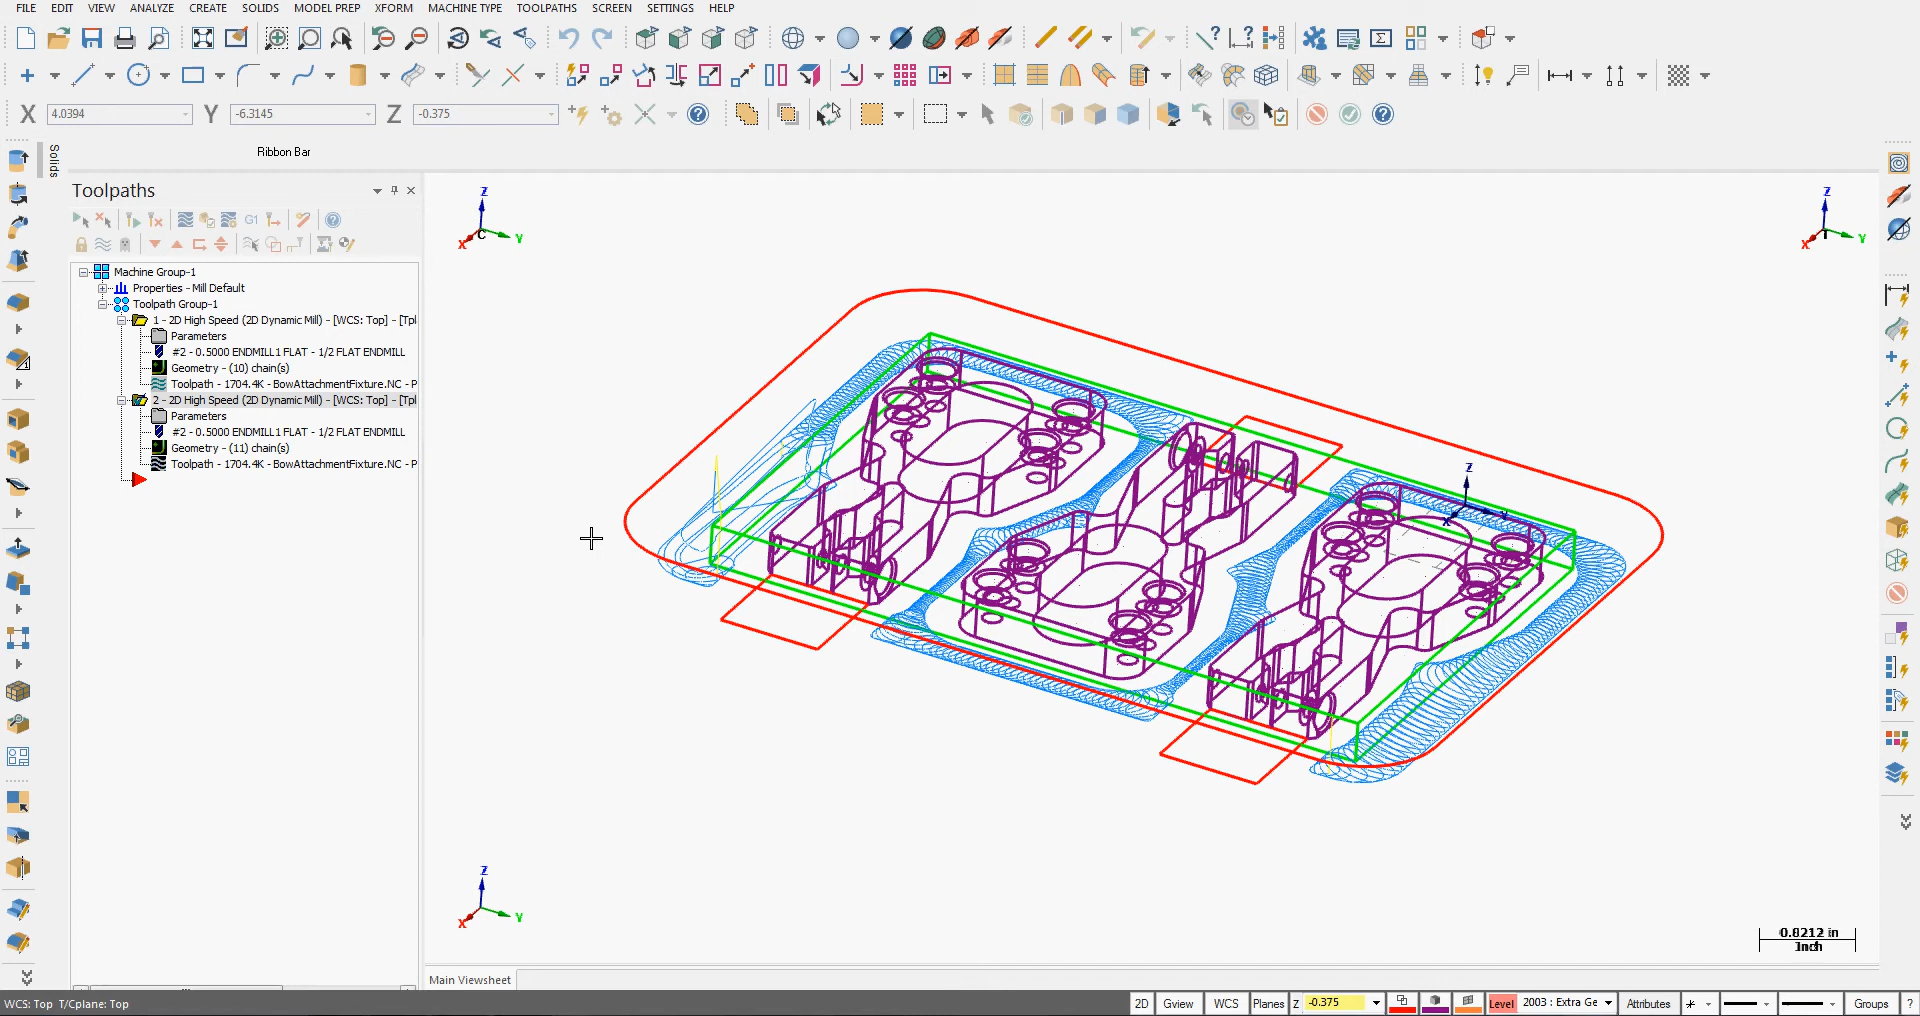 FILE EDIT VIEW ANALYZE CREATE SOLIDS MODEL PREP XFORM MACHINE TYPE TOOLPATHS SCREEN SETTINGS HELP
X 4.0394 Y -6.3145 Z -0.375
Ribbon Bar
Solids
Toolpaths
G1
Machine Group-1
Properties - Mill Default
Toolpath Group-1
1 - 2D High Speed (2D Dynamic Mill) - [WCS: Top] - [Tpl
Parameters
#2 - 0.5000 ENDMILL1 FLAT - 1/2 FLAT ENDMILL
Geometry - (10) chain(s)
Toolpath - 1704.4K - BowAttachmentFixture.NC - P
2 - 2D High Speed (2D Dynamic Mill) - [WCS: Top] - [Tpl
Parameters
#2 - 0.5000 ENDMILL1 FLAT - 1/2 FLAT ENDMILL
Geometry - (11) chain(s)
Toolpath - 1704.4K - BowAttachmentFixture.NC - P
Z
X C Y
Z
X T Y
Z
X Y
Z
X Y
0.8212 in
Inch
Main Viewsheet
WCS: Top T/Cplane: Top
2D Gview WCS Planes Z -0.375 Level 2003 : Extra Ge Attributes Groups ?